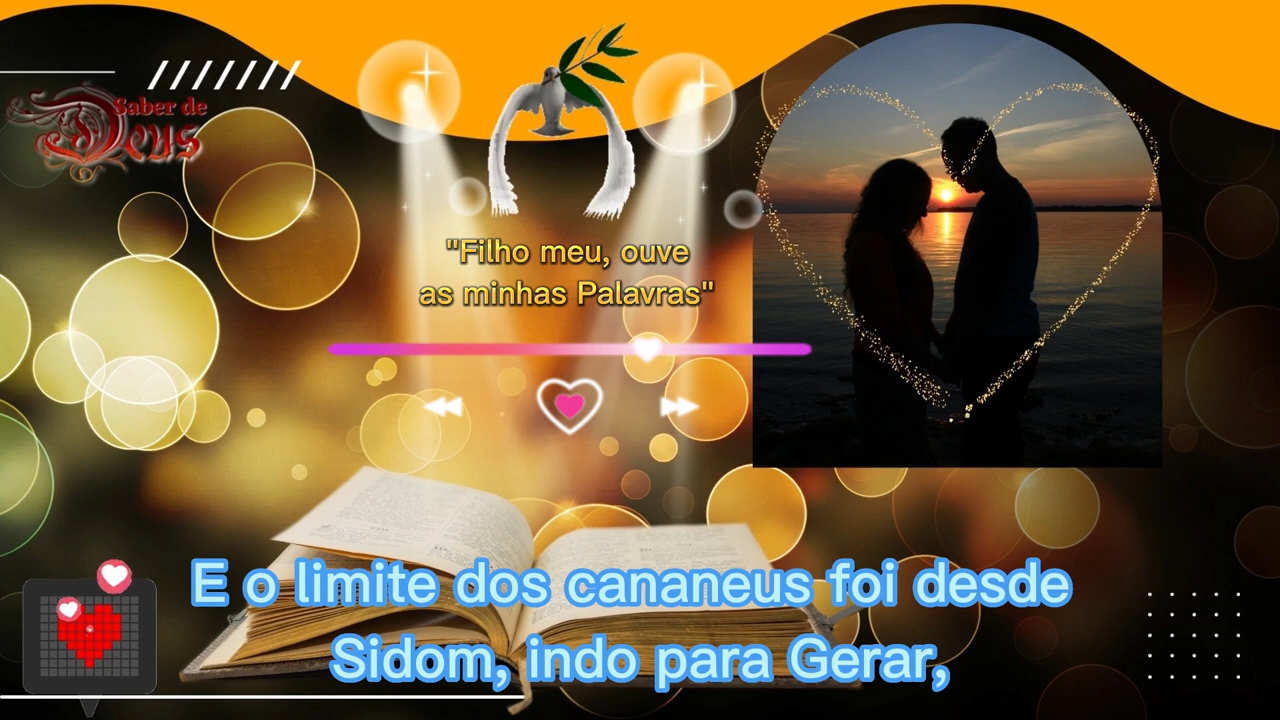 Saber de
Deus
"Filho meu, ouve
as minhas Palavras"
E o limite dos cananeus foi desde
Sidom, indo para Gerar,